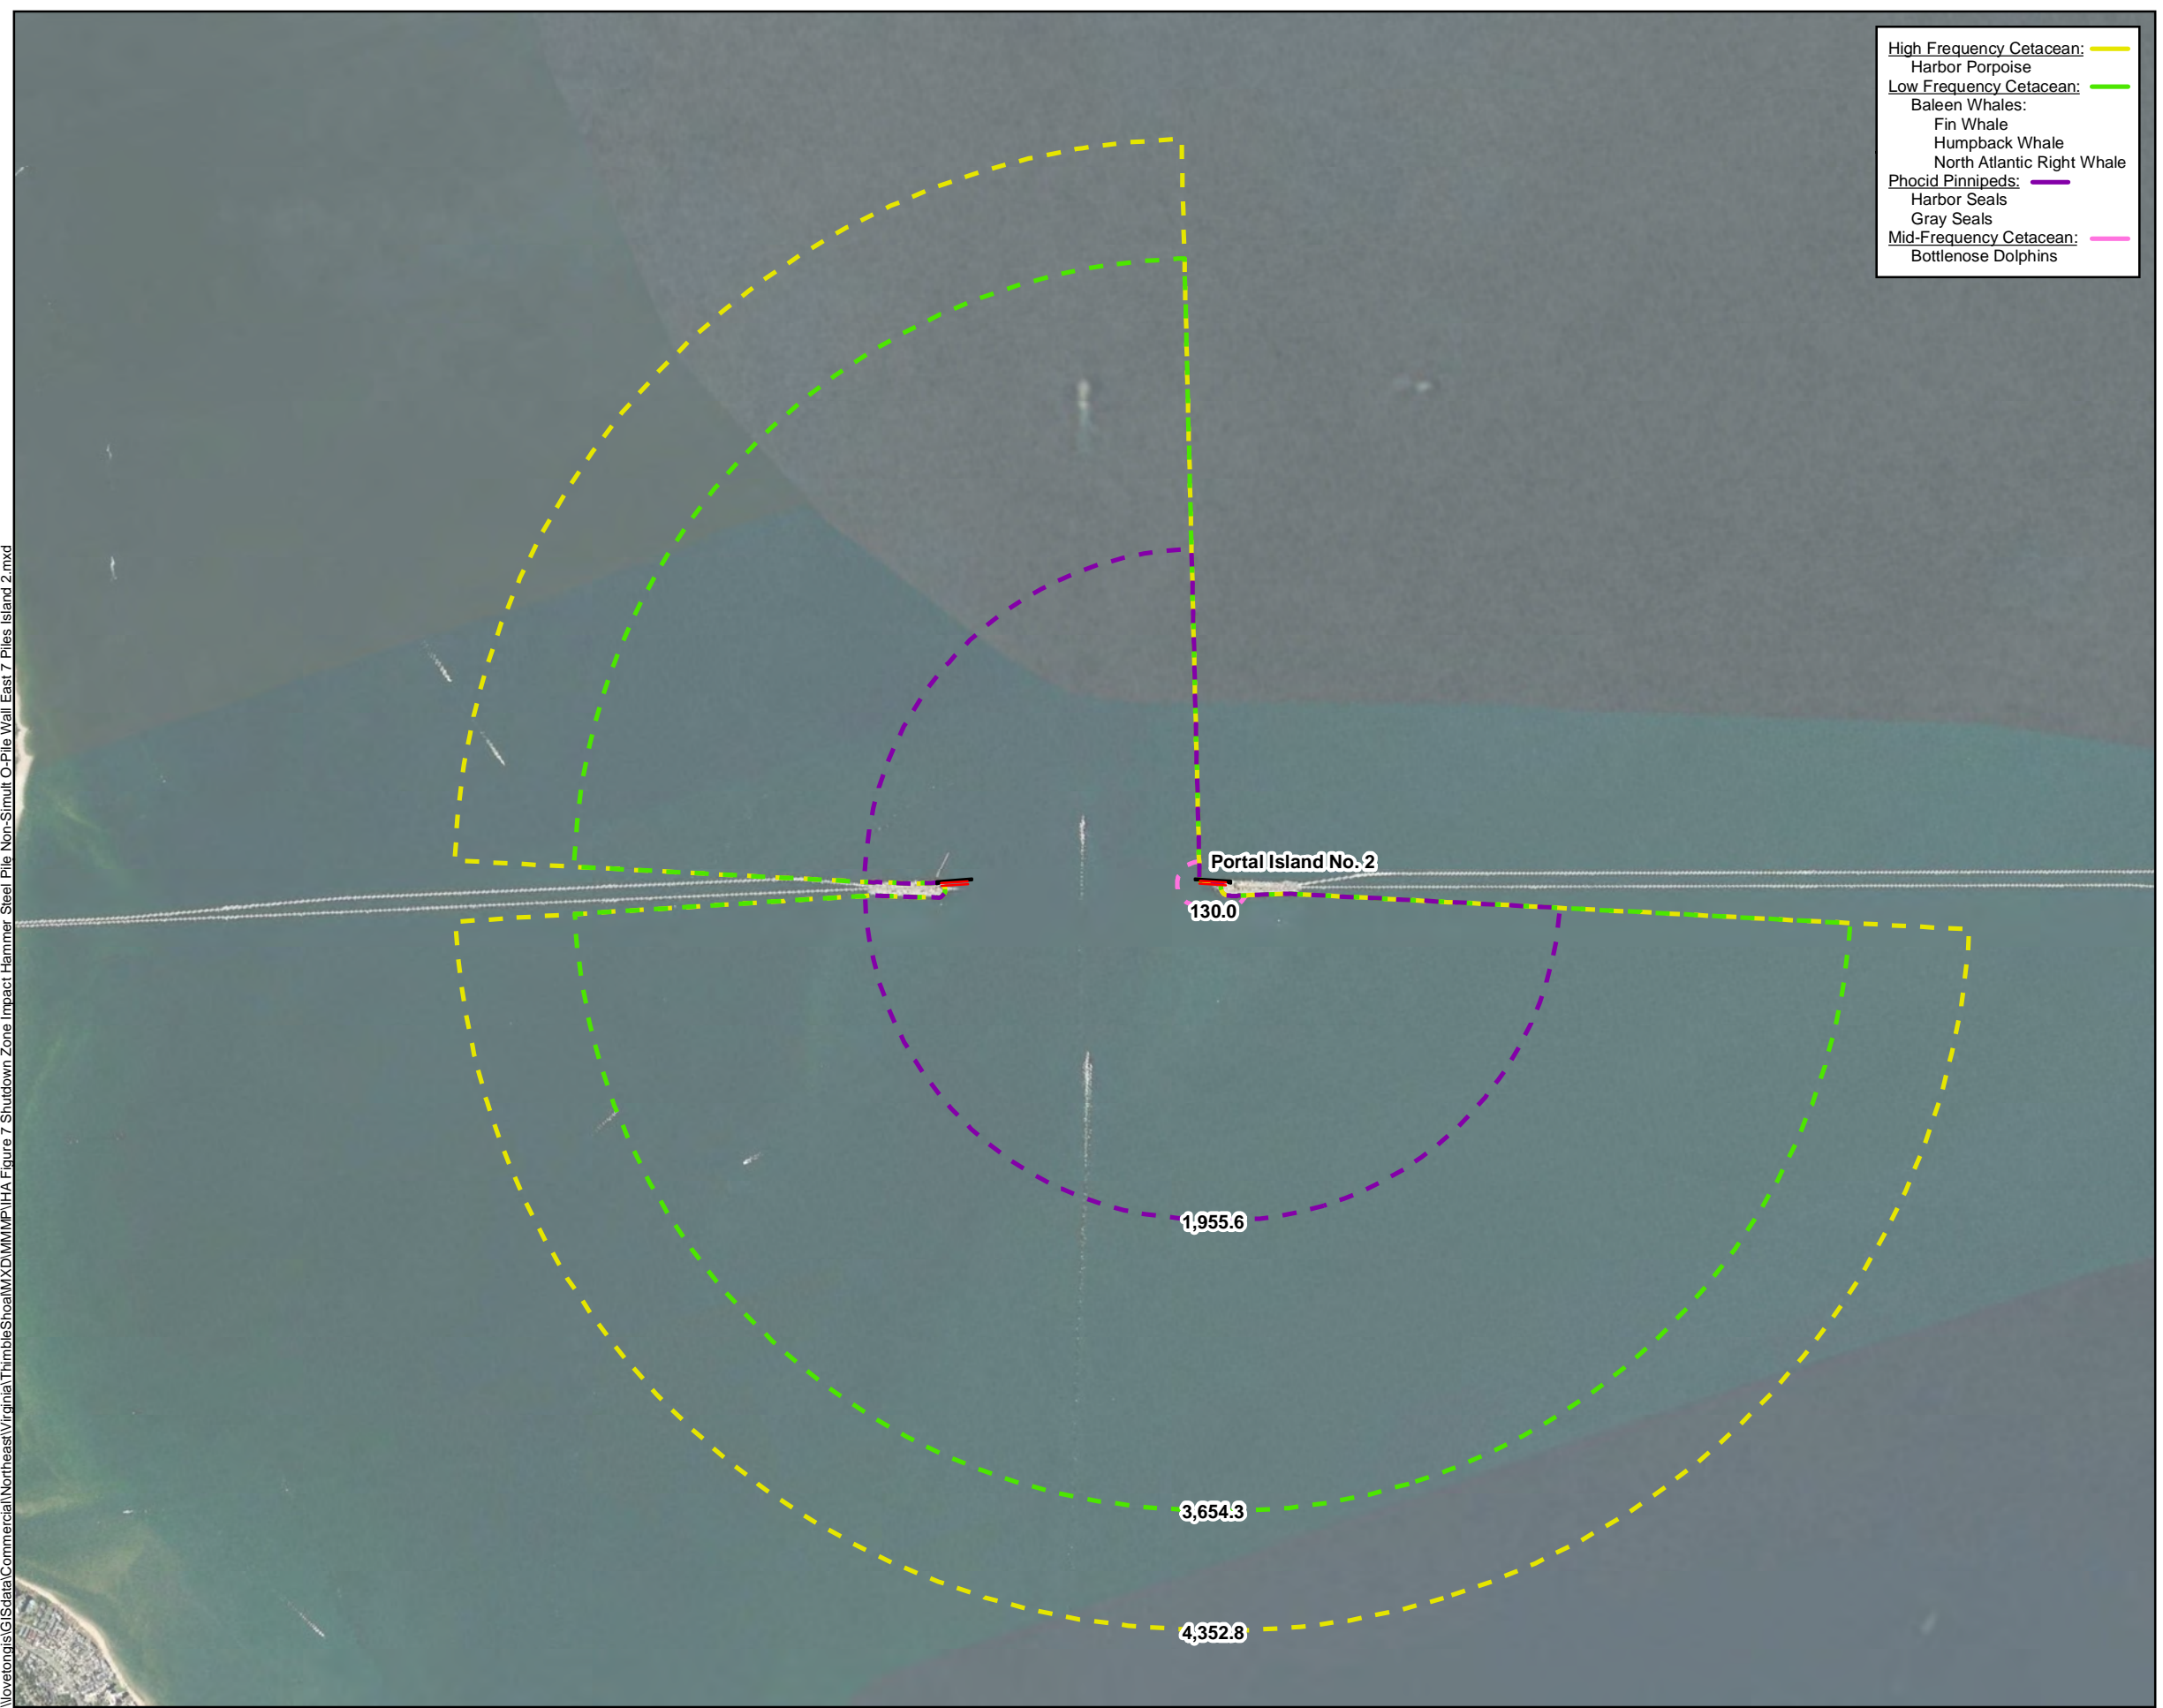 High Frequency Cetacean:
Harbor Porpoise
Low Frequency Cetacean:
Baleen Whales:
Fin Whale
Humpback Whale
North Atlantic Right Whale
Phocid Pinnipeds:
Harbor Seals
Gray Seals
Mid-Frequency Cetacean:
Bottlenose Dolphins
Portal Island No. 2
130.0
1,955.6
3,654.3
4,352.8
\\lovetongis\GISdata\Commercial\Northeast\Virginia\ThimbleShoal\MXD\MMMP\IHA Figure 7 Shutdown Zone Impact Hammer Steel Pile Non-Simult O-Pile Wall East 7 Piles Island 2.mxd